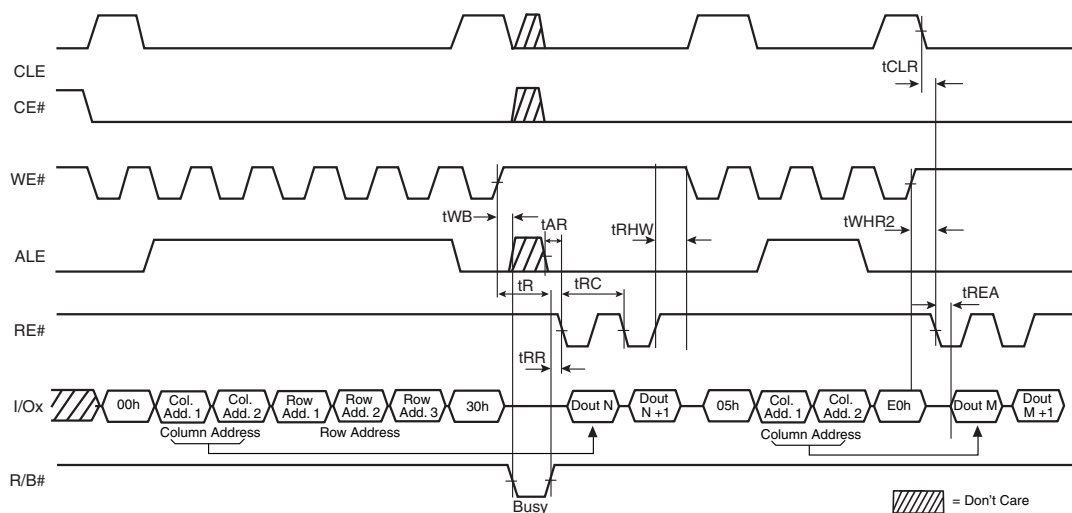 CLE
tCLR
CE#
WE#
tWB
tAR
tRHW
tWHR2
ALE
tR
tRC
tREA
RE#
tRR
I/Ox
00h
Col.
Add. 1
Col.
Add. 2
Row
Add. 1
Row
Add. 2
Row
Add. 3
30h
Dout N
Dout
N +1
05h
Col.
Add. 1
Col.
Add. 2
E0h
Dout M
Dout
M +1
Column Address
Row Address
Column Address
R/B#
Busy
= Don't Care